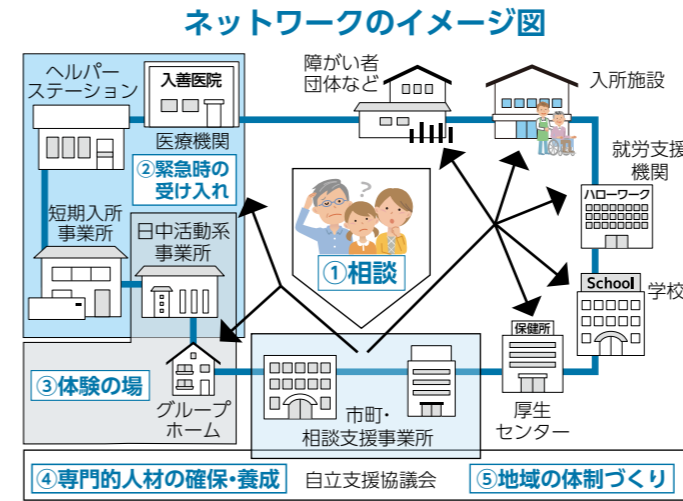 ネットワークのイメージ図
ヘルパー
ステーション
入善医院
医療機関
②緊急時の
受け入れ
障がい者
団体など
入所施設
就労支援
機関
ハローワーク
短期入所
事業所
日中活動系
事業所
?
①相談
School
学校
③体験の場
グループ
ホーム
市町・
相談支援事業所
保健所
厚生
センター
④専門的人材の確保・養成
自立支援協議会
⑤地域の体制づくり